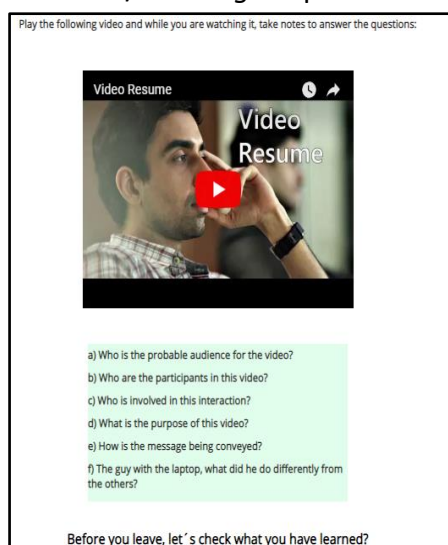 Play the following video and while you are watching it, take notes to answer the questions:
Video Resume
Video
Resume
a) Who is the probable audience for the video?
b) Who are the participants in this video?
c) Who is involved in this interaction?
d) What is the purpose of this video?
e) How is the message being conveyed?
f) The guy with the laptop, what did he do differently from
the others?
Before you leave, let´s check what you have learned?